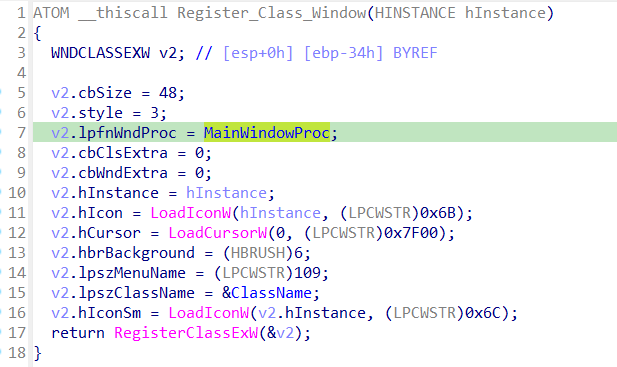 1 ATOM __thiscall Register_Class_Window(HINSTANCE hInstance)
2 {
3   WNDCLASSEXW v2; // [esp+0h] [ebp-34h] BYREF
4
5   v2.cbSize = 48;
6   v2.style = 3;
7   v2.lpfnWndProc = MainWindowProc;
8   v2.cbClsExtra = 0;
9   v2.cbWndExtra = 0;
10   v2.hInstance = hInstance;
11   v2.hIcon = LoadIconW(hInstance, (LPCWSTR)0x6B);
12   v2.hCursor = LoadCursorW(0, (LPCWSTR)0x7F00);
13   v2.hbrBackground = (HBRUSH)6;
14   v2.lpszMenuName = (LPCWSTR)109;
15   v2.lpszClassName = &ClassName;
16   v2.hIconSm = LoadIconW(v2.hInstance, (LPCWSTR)0x6C);
17   return RegisterClassExW(&v2);
18 }